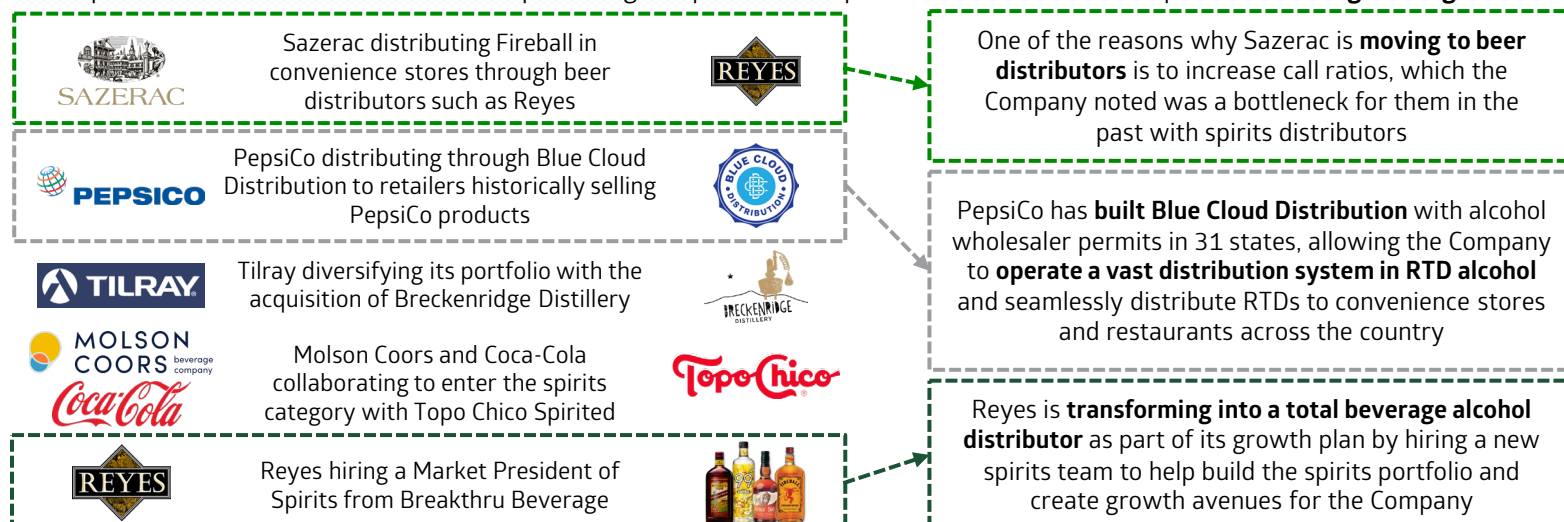 Sazerac distributing Fireball in
convenience stores through beer
distributors such as Reyes
SAZERAC
REYES
One of the reasons why Sazerac is moving to beer
distributors is to increase call ratios, which the
Company noted was a bottleneck for them in the
past with spirits distributors
PEPSICO
PepsiCo distributing through Blue Cloud
Distribution to retailers historically selling
PepsiCo products
BLUE CLOUD
DISTRIBUTION
PepsiCo has built Blue Cloud Distribution with alcohol
wholesaler permits in 31 states, allowing the Company
to operate a vast distribution system in RTD alcohol
and seamlessly distribute RTDs to convenience stores
and restaurants across the country
TILRAY
Tilray diversifying its portfolio with the
acquisition of Breckenridge Distillery
BRECKENRIDGE
DISTILLERY
MOLSON
COORS beverage
company
Coca-Cola
Molson Coors and Coca-Cola
collaborating to enter the spirits
category with Topo Chico Spirited
Topo Chico
REYES
Reyes hiring a Market President of
Spirits from Breakthru Beverage
99
FIREBALL
Reyes is transforming into a total beverage alcohol
distributor as part of its growth plan by hiring a new
spirits team to help build the spirits portfolio and
create growth avenues for the Company